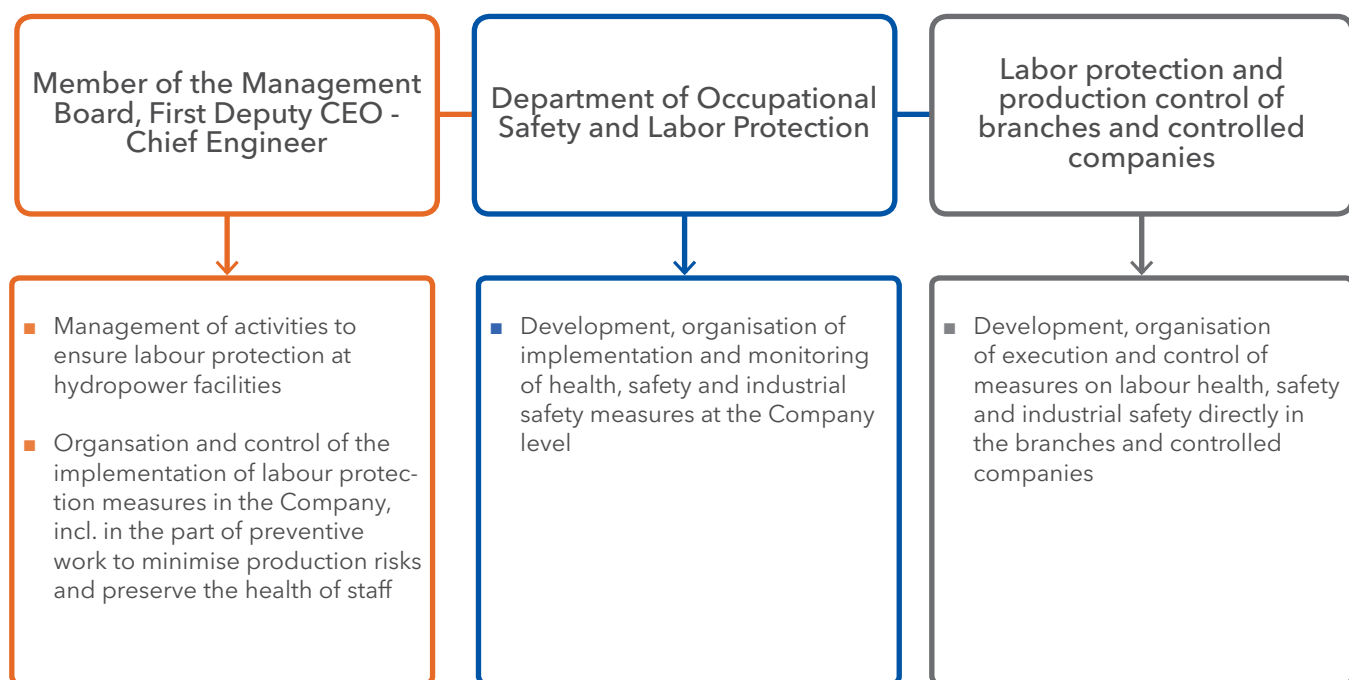 Member of the Management
Board, First Deputy CEO -
Chief Engineer
Department of Occupational
Safety and Labor Protection
Labor protection and
production control of
branches and controlled
companies
■ Management of activities to
ensure labour protection at
hydropower facilities
■ Organsation and control of the
implementation of labour protec-
tion measures in the Company,
incl. in the part of preventive
work to minimise production risks
and preserve the health of staff
■ Development, organisation of
implementation and monitoring
of health, safety and industrial
safety measures at the Company
level
■ Development, organisation
of execution and control of
measures on labour health, safety
and industrial safety directly in
the branches and controlled
companies